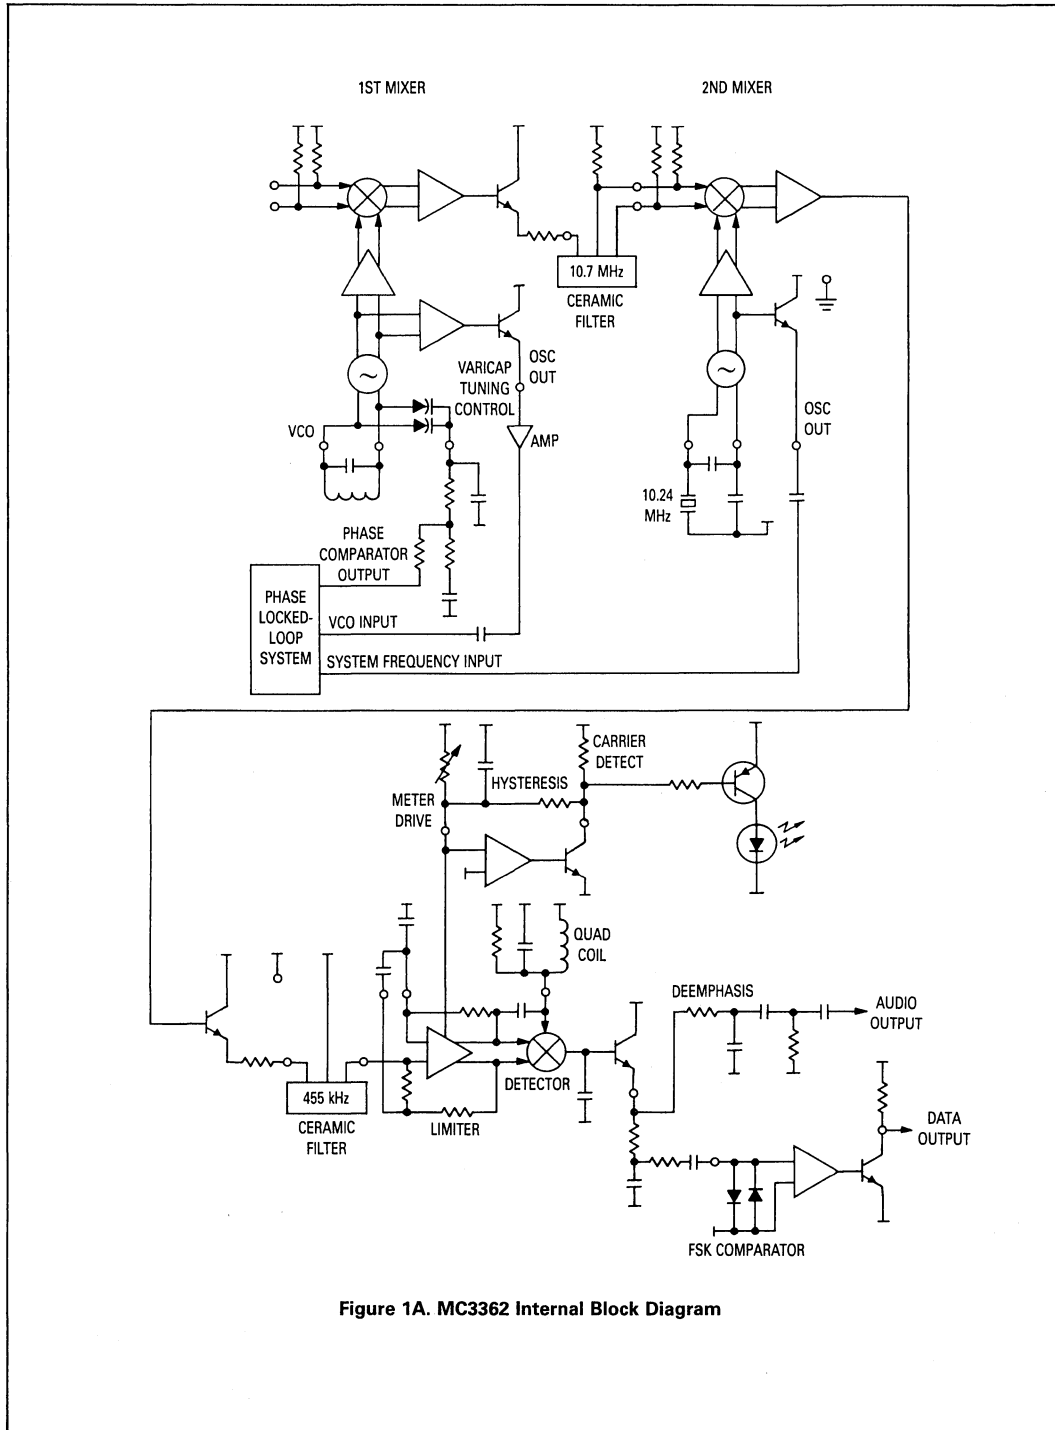 1ST MIXER
2ND MIXER
10.7 MHz
CERAMIC
FILTER
VARICAP
TUNING
CONTROL
OSC
OUT
AMP
VCO
OSC
OUT
10.24
MHz
PHASE
COMPARATOR
OUTPUT
PHASE
LOCKED-
LOOP
SYSTEM
VCO INPUT
SYSTEM FREQUENCY INPUT
CARRIER
DETECT
HYSTERESIS
METER
DRIVE
QUAD
COIL
DEEMPHASIS
AUDIO
OUTPUT
DETECTOR
455 kHz
CERAMIC
FILTER
LIMITER
DATA
OUTPUT
FSK COMPARATOR
Figure 1A. MC3362 Internal Block Diagram